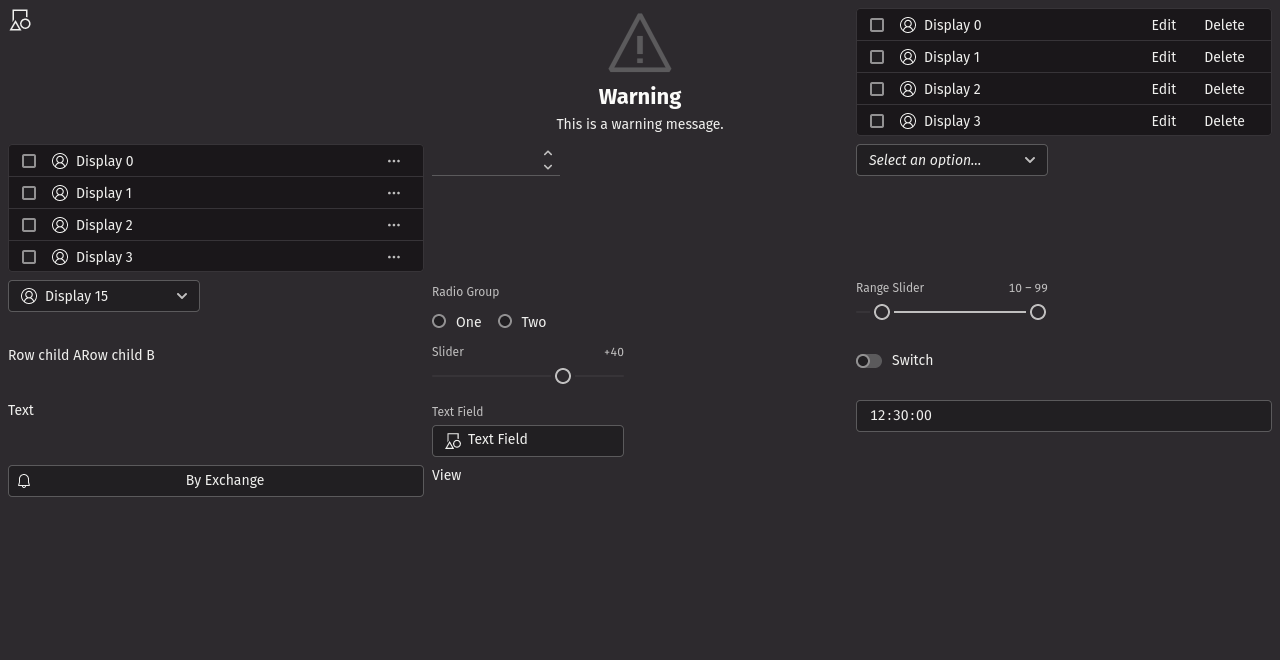 Warning
This is a warning message.
Display 0 Edit Delete
Display 1 Edit Delete
Display 2 Edit Delete
Display 3 Edit Delete
Display 0
Display 1
Display 2
Display 3
Select an option...
Display 15
Radio Group
One Two
Range Slider 10 – 99
Row child ARow child B
Slider +40
Switch
Text
Text Field
Text Field
12:30:00
By Exchange
View